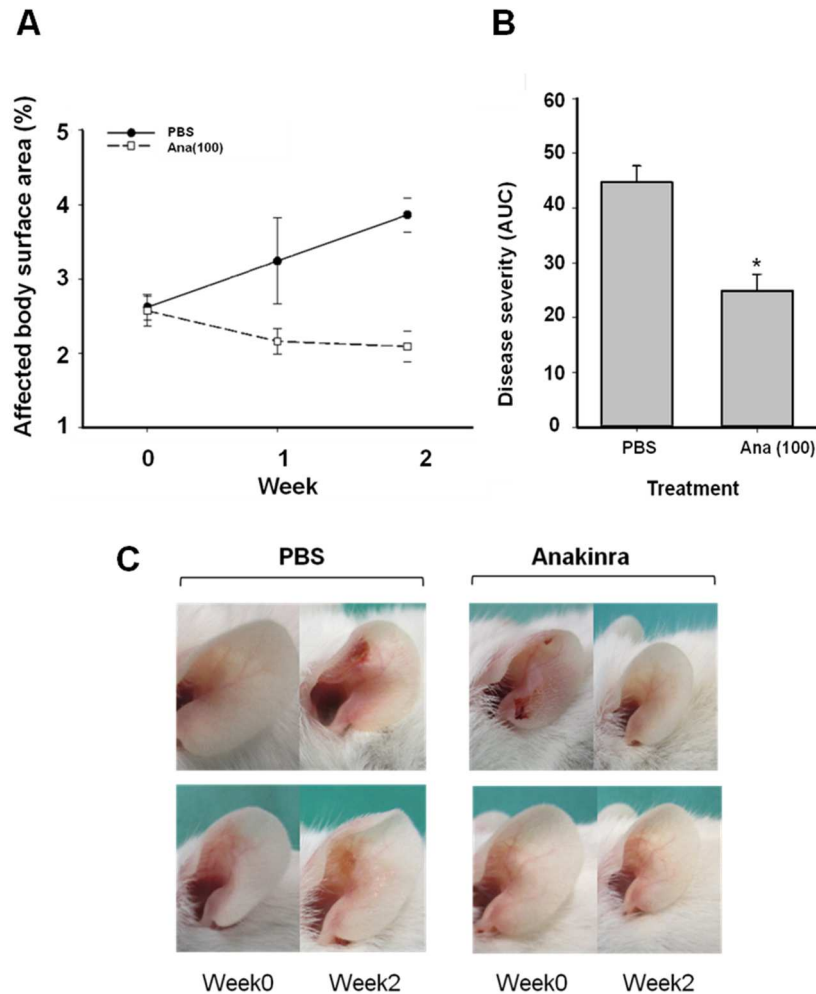 A
Affected body surface area (%)
5
4
3
2
1
PBS
Ana(100)
0 1 2
Week
B
Disease severity (AUC)
60
50
40
30
20
10
0
*
PBS Ana (100)
Treatment
C
PBS Anakinra
Week0 Week2 Week0 Week2